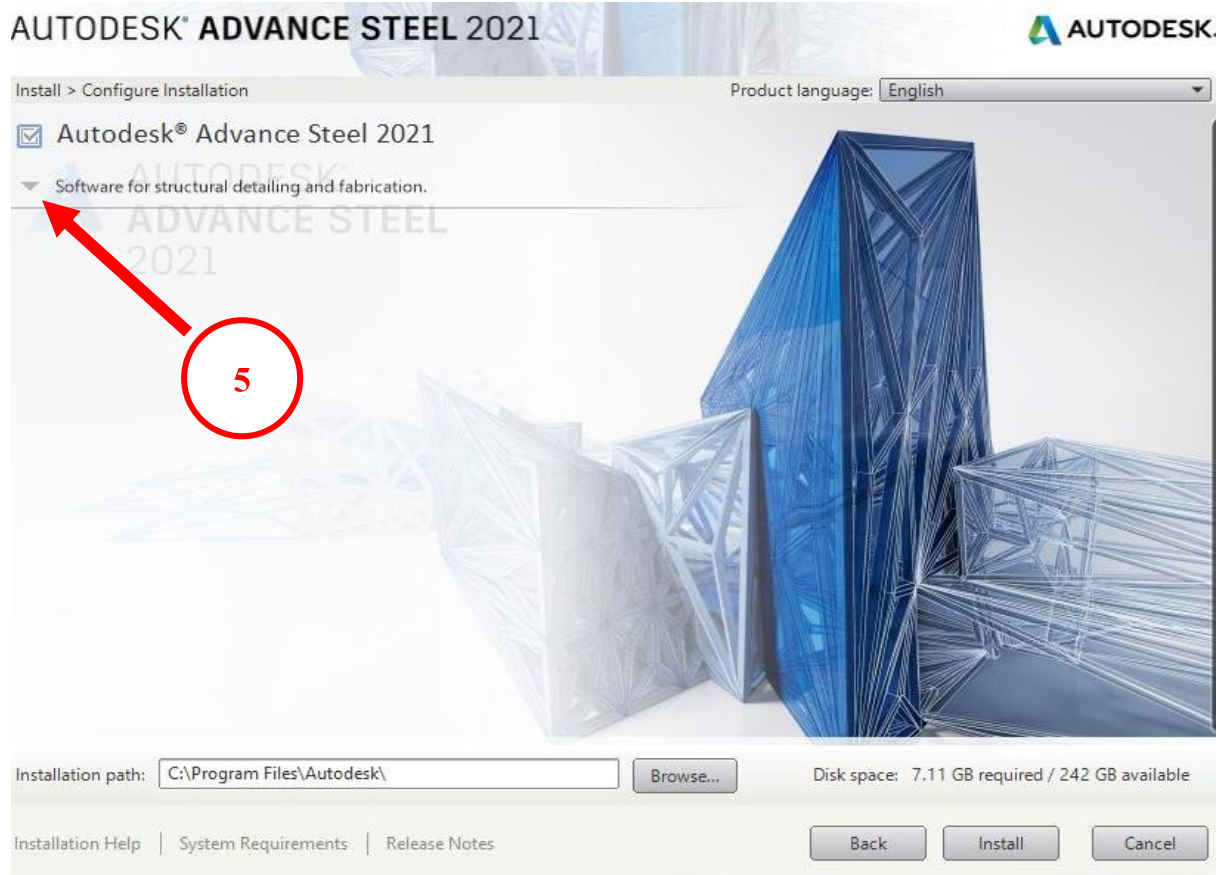 AUTODESK® ADVANCE STEEL 2021
AUTODESK.
Install > Configure Installation
Product language: English
Autodesk® Advance Steel 2021
AUTODESK®
Software for structural detailing and fabrication.
ADVANCE STEEL
2021
5
Installation path: C:\Program Files\Autodesk\ Browse... Disk space: 7.11 GB required / 242 GB available
Installation Help | System Requirements | Release Notes
Back Install Cancel